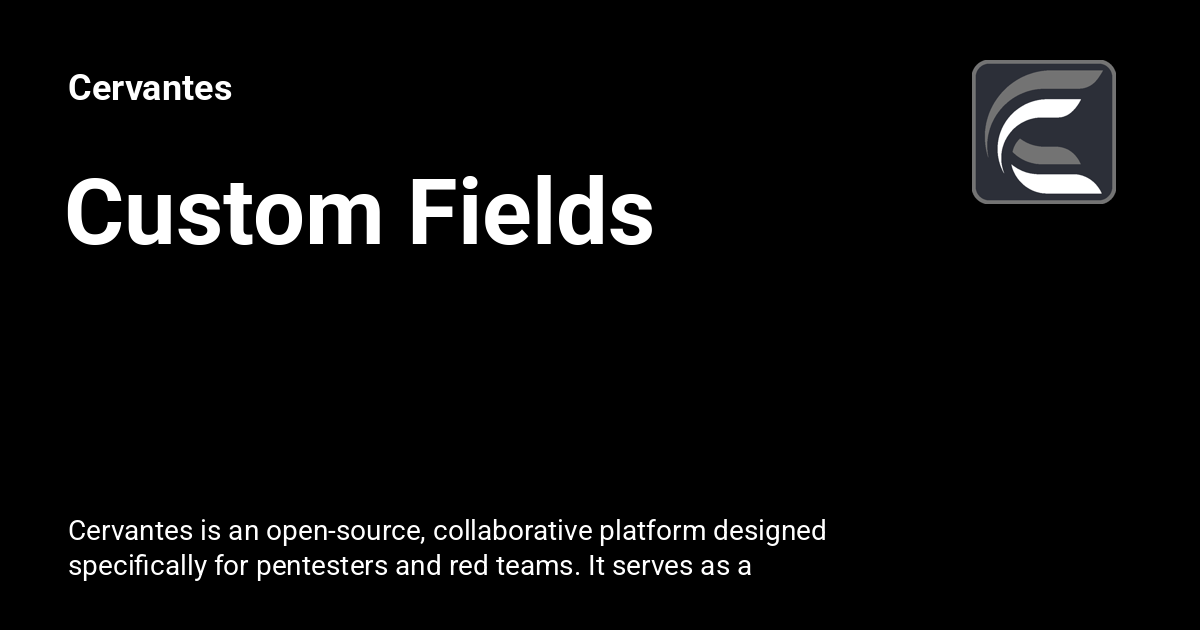 Cervantes
Custom Fields
Cervantes is an open-source, collaborative platform designed
specifically for pentesters and red teams. It serves as a